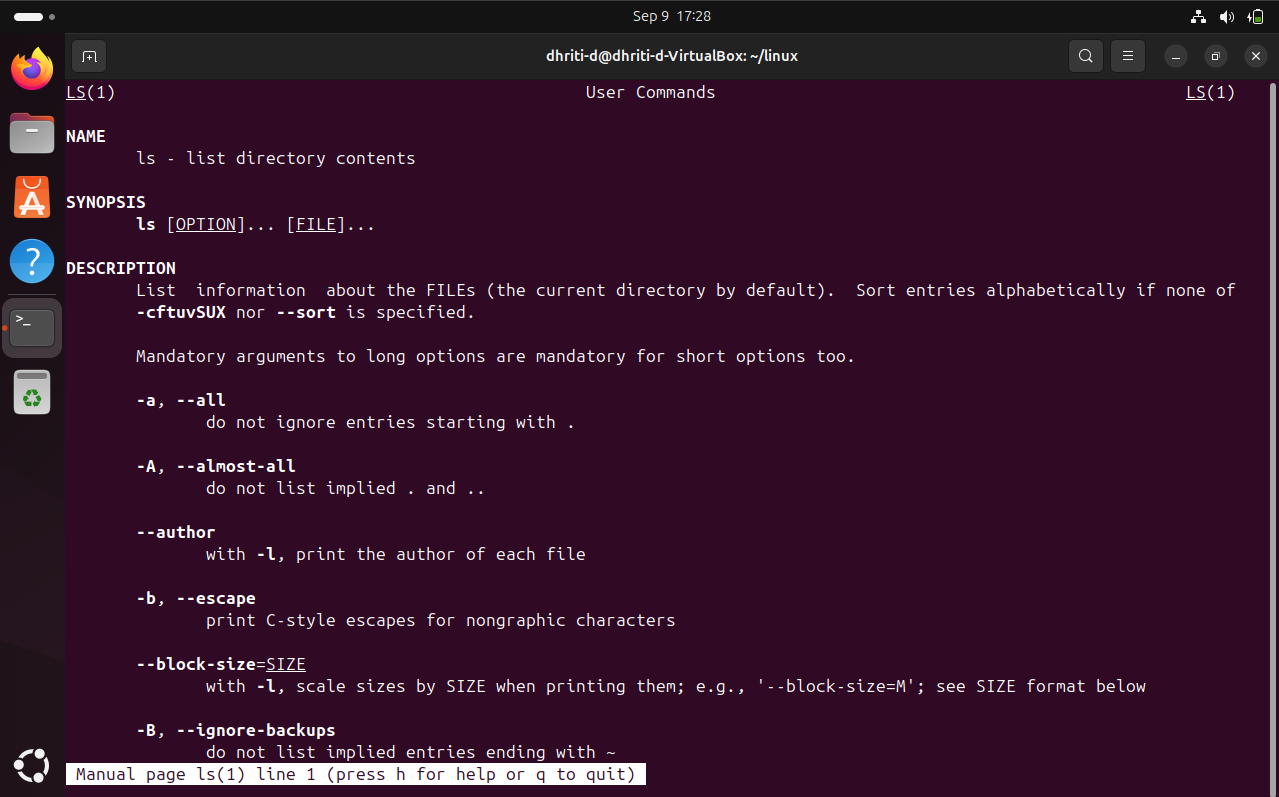 Sep 9 17:28
dhriti-d@dhriti-d-VirtualBox: ~/linux
LS(1) User Commands LS(1)
NAME
ls - list directory contents
SYNOPSIS
ls [OPTION]... [FILE]...
DESCRIPTION
List information about the FILEs (the current directory by default). Sort entries alphabetically if none of
-cftuvSUX nor --sort is specified.
Mandatory arguments to long options are mandatory for short options too.
-a, --all
do not ignore entries starting with .
-A, --almost-all
do not list implied . and ..
--author
with -l, print the author of each file
-b, --escape
print C-style escapes for nongraphic characters
--block-size=SIZE
with -l, scale sizes by SIZE when printing them; e.g., '--block-size=M'; see SIZE format below
-B, --ignore-backups
do not list implied entries ending with ~
Manual page ls(1) line 1 (press h for help or q to quit)